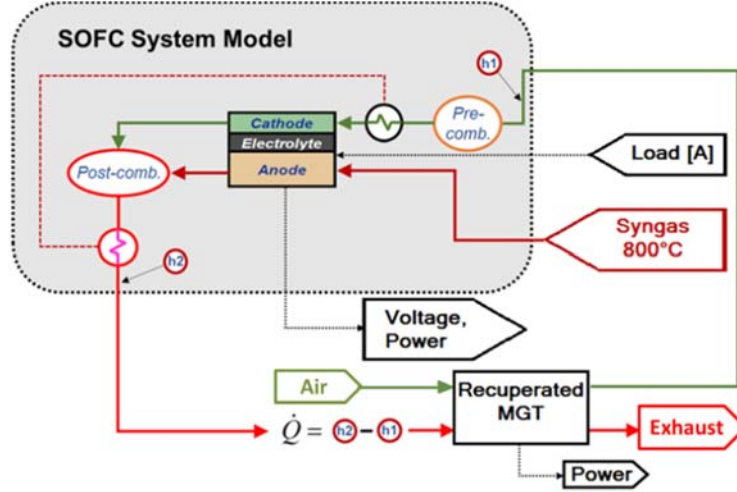 SOFC System Model
h1
Pre-
comb.
Cathode
Electrolyte
Anode
Load [A]
Post-comb.
Syngas
800°C
h2
Voltage,
Power
Air
Recuperated
MGT
Q̇ = h2 − h1
Exhaust
Power